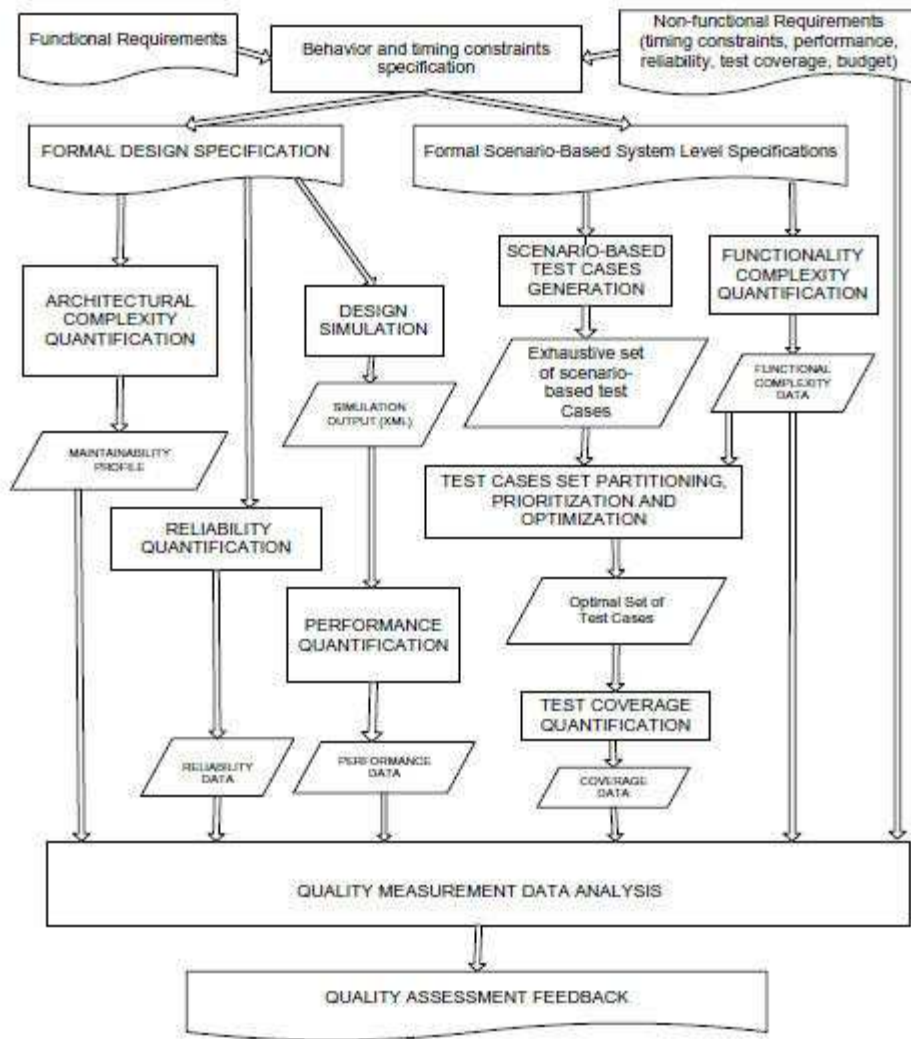 Functional Requirements
Behavior and timing constraints
specification
Non-functional Requirements
(timing constraints, performance,
reliability, test coverage, budget)
FORMAL DESIGN SPECIFICATION
Formal Scenario-Based System Level Specifications
ARCHITECTURAL
COMPLEXITY
QUANTIFICATION
DESIGN
SIMULATION
SCENARIO-BASED
TEST CASES
GENERATION
FUNCTIONALITY
COMPLEXITY
QUANTIFICATION
MAINTAINABILITY
PROFILE
SIMULATION
OUTPUT (XML)
Exhaustive set
of scenario-
based test
Cases
FUNCTIONAL
COMPLEXITY
DATA
RELIABILITY
QUANTIFICATION
TEST CASES SET PARTITIONING,
PRIORITIZATION AND
OPTIMIZATION
PERFORMANCE
QUANTIFICATION
Optimal Set of
Test Cases
TEST COVERAGE
QUANTIFICATION
RELIABILITY
DATA
PERFORMANCE
DATA
COVERAGE
DATA
QUALITY MEASUREMENT DATA ANALYSIS
QUALITY ASSESSMENT FEEDBACK